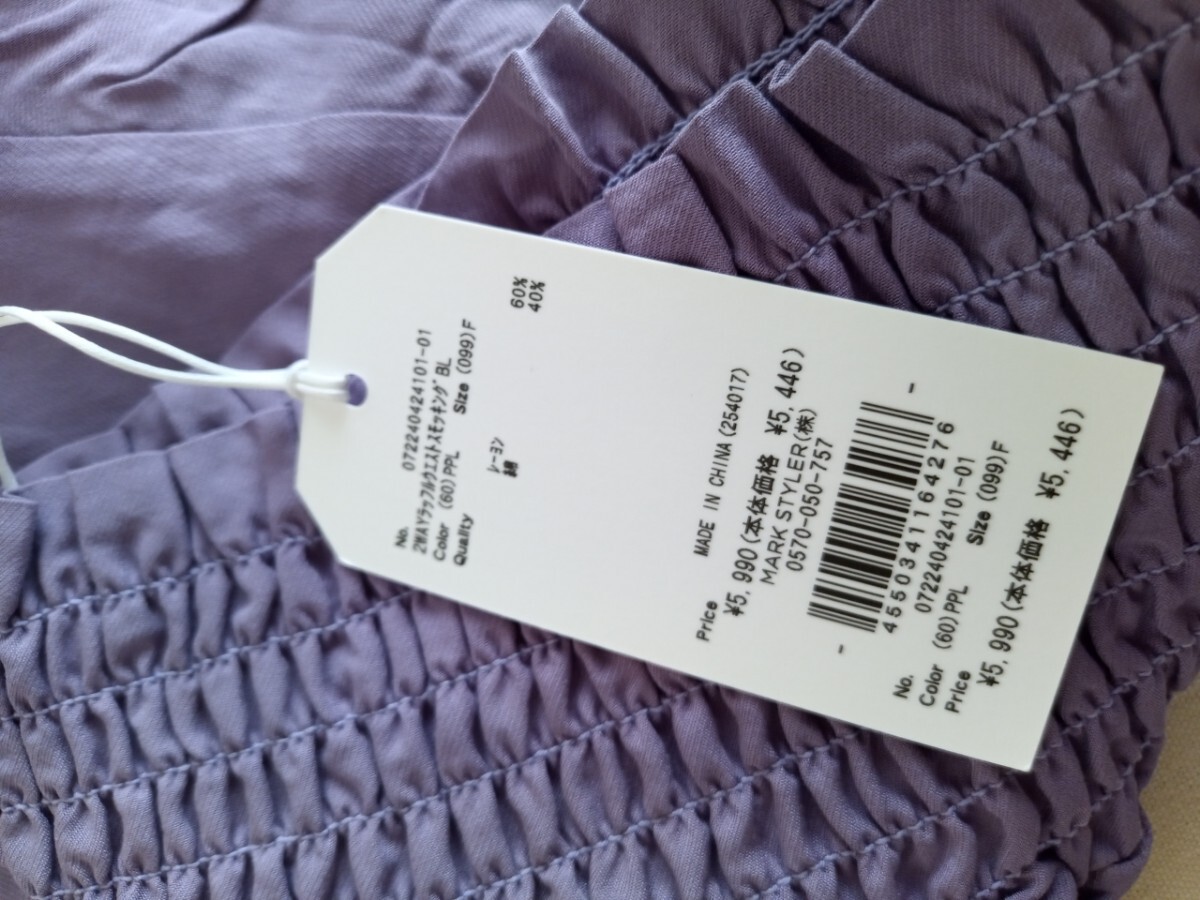 No. 072240424101-01
2WAYラッフルウエストスモッキングBL
Color (60)PPL Size (099)F
Quality
レーヨン 60%
綿 40%
MADE IN CHINA(254017)
Price
¥5,990(本体価格 ¥5,446)
MARK STYLER(株)
0570-050-757
4550341164276
No. 072240424101-01
Color (60)PPL Size (099)F
Price
¥5,990(本体価格 ¥5,446)